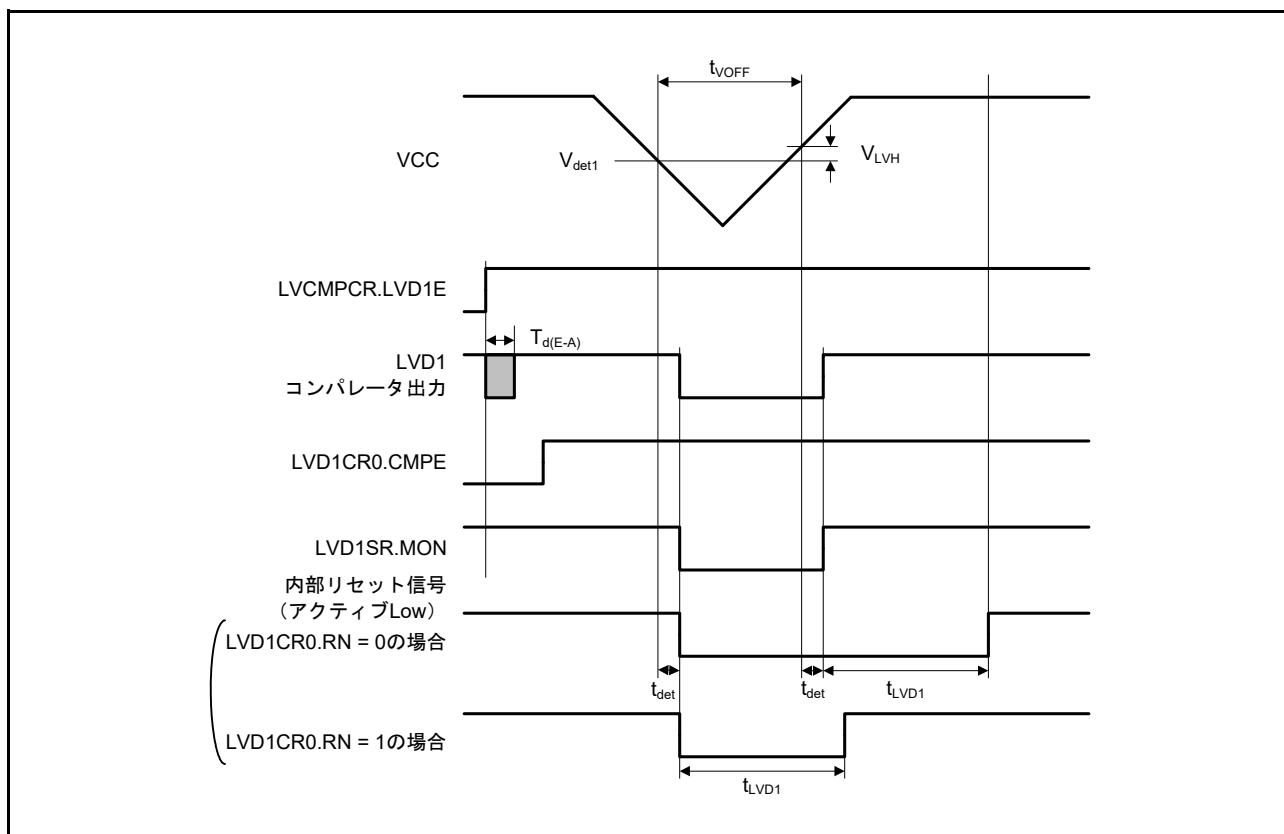 tVOFF
VCC
Vdet1
VLVH
LVCMPCR.LVD1E
Td(E-A)
LVD1
コンパレータ出力
LVD1CR0.CMPE
LVD1SR.MON
内部リセット信号
（アクティブLow）
LVD1CR0.RN = 0の場合
tdet
tdet
tLVD1
LVD1CR0.RN = 1の場合
tLVD1